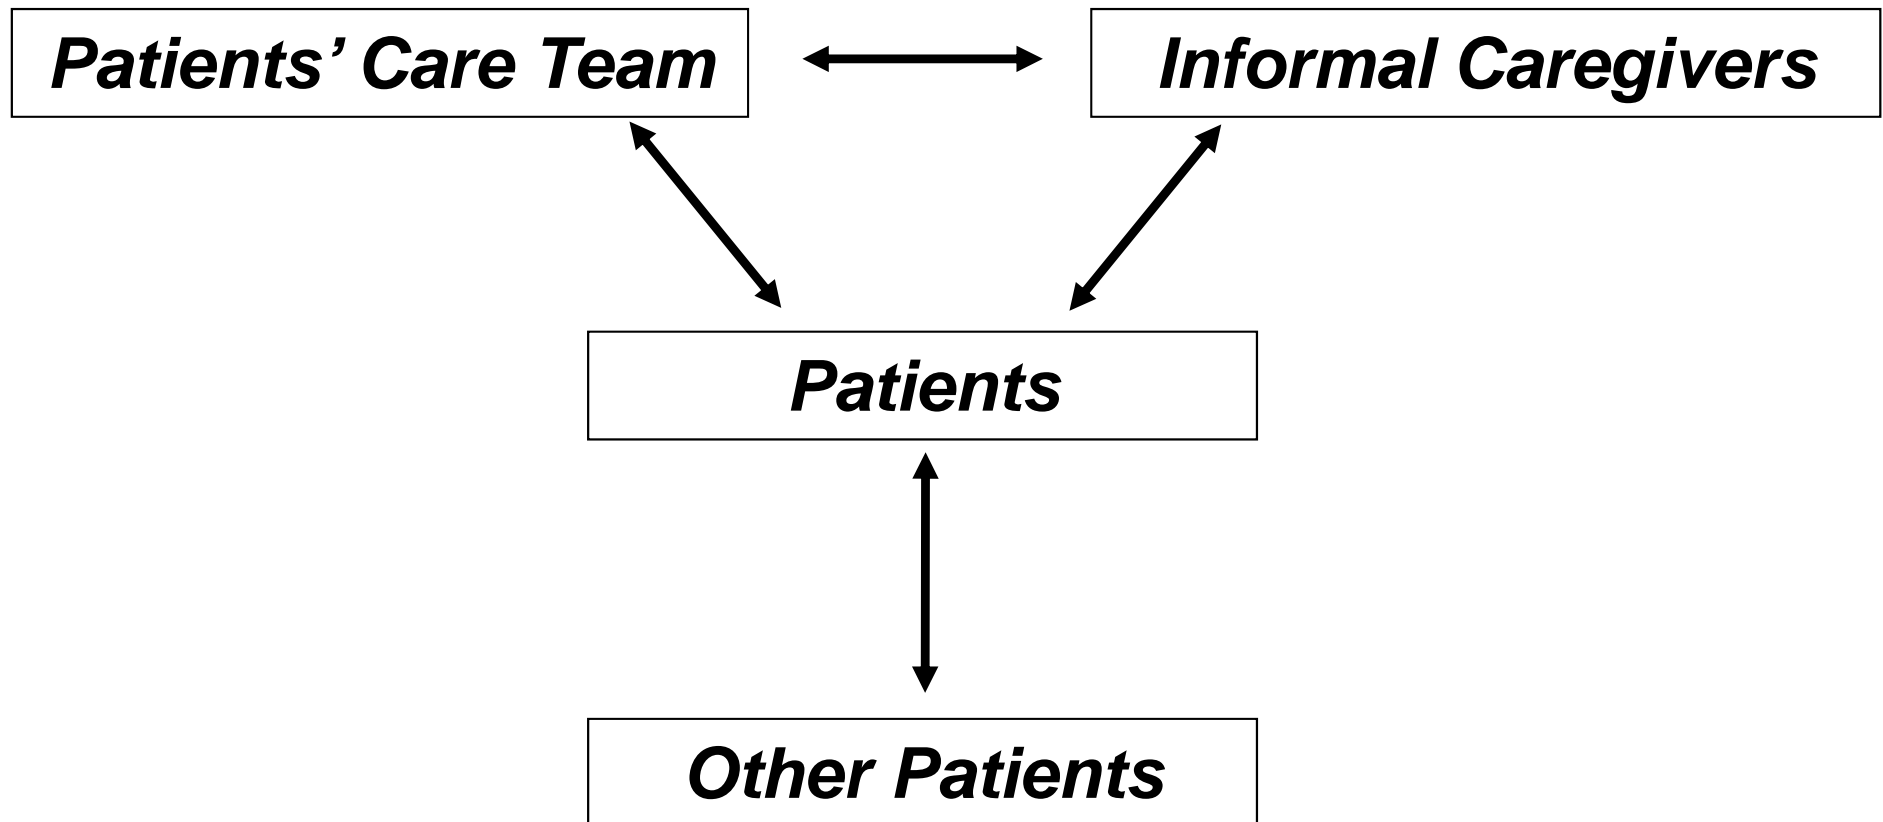 Patients’ Care Team
Informal Caregivers
Patients
Other Patients